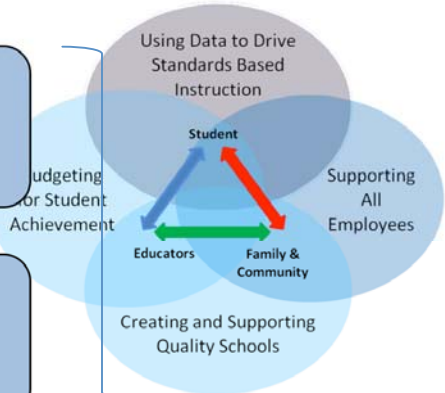 Using Data to Drive
Standards Based
Instruction
Student
udgeting
or Student
Achievement
Supporting
All
Employees
Educators
Family &
Community
Creating and Supporting
Quality Schools